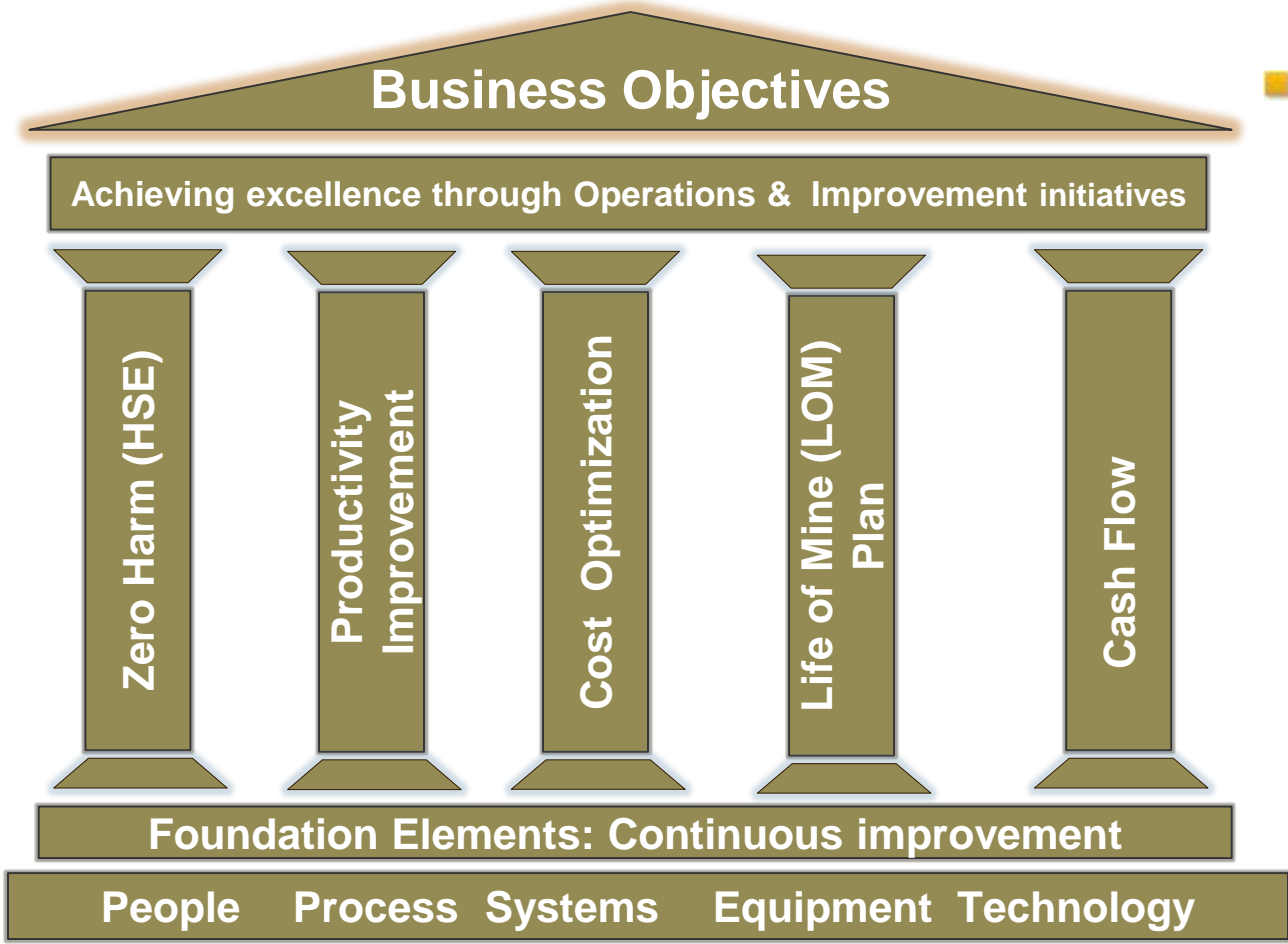 Business Objectives
Achieving excellence through Operations & Improvement initiatives
Zero Harm (HSE)
Productivity
Improvement
Cost Optimization
Life of Mine (LOM)
Plan
Cash Flow
Foundation Elements: Continuous improvement
People Process Systems Equipment Technology